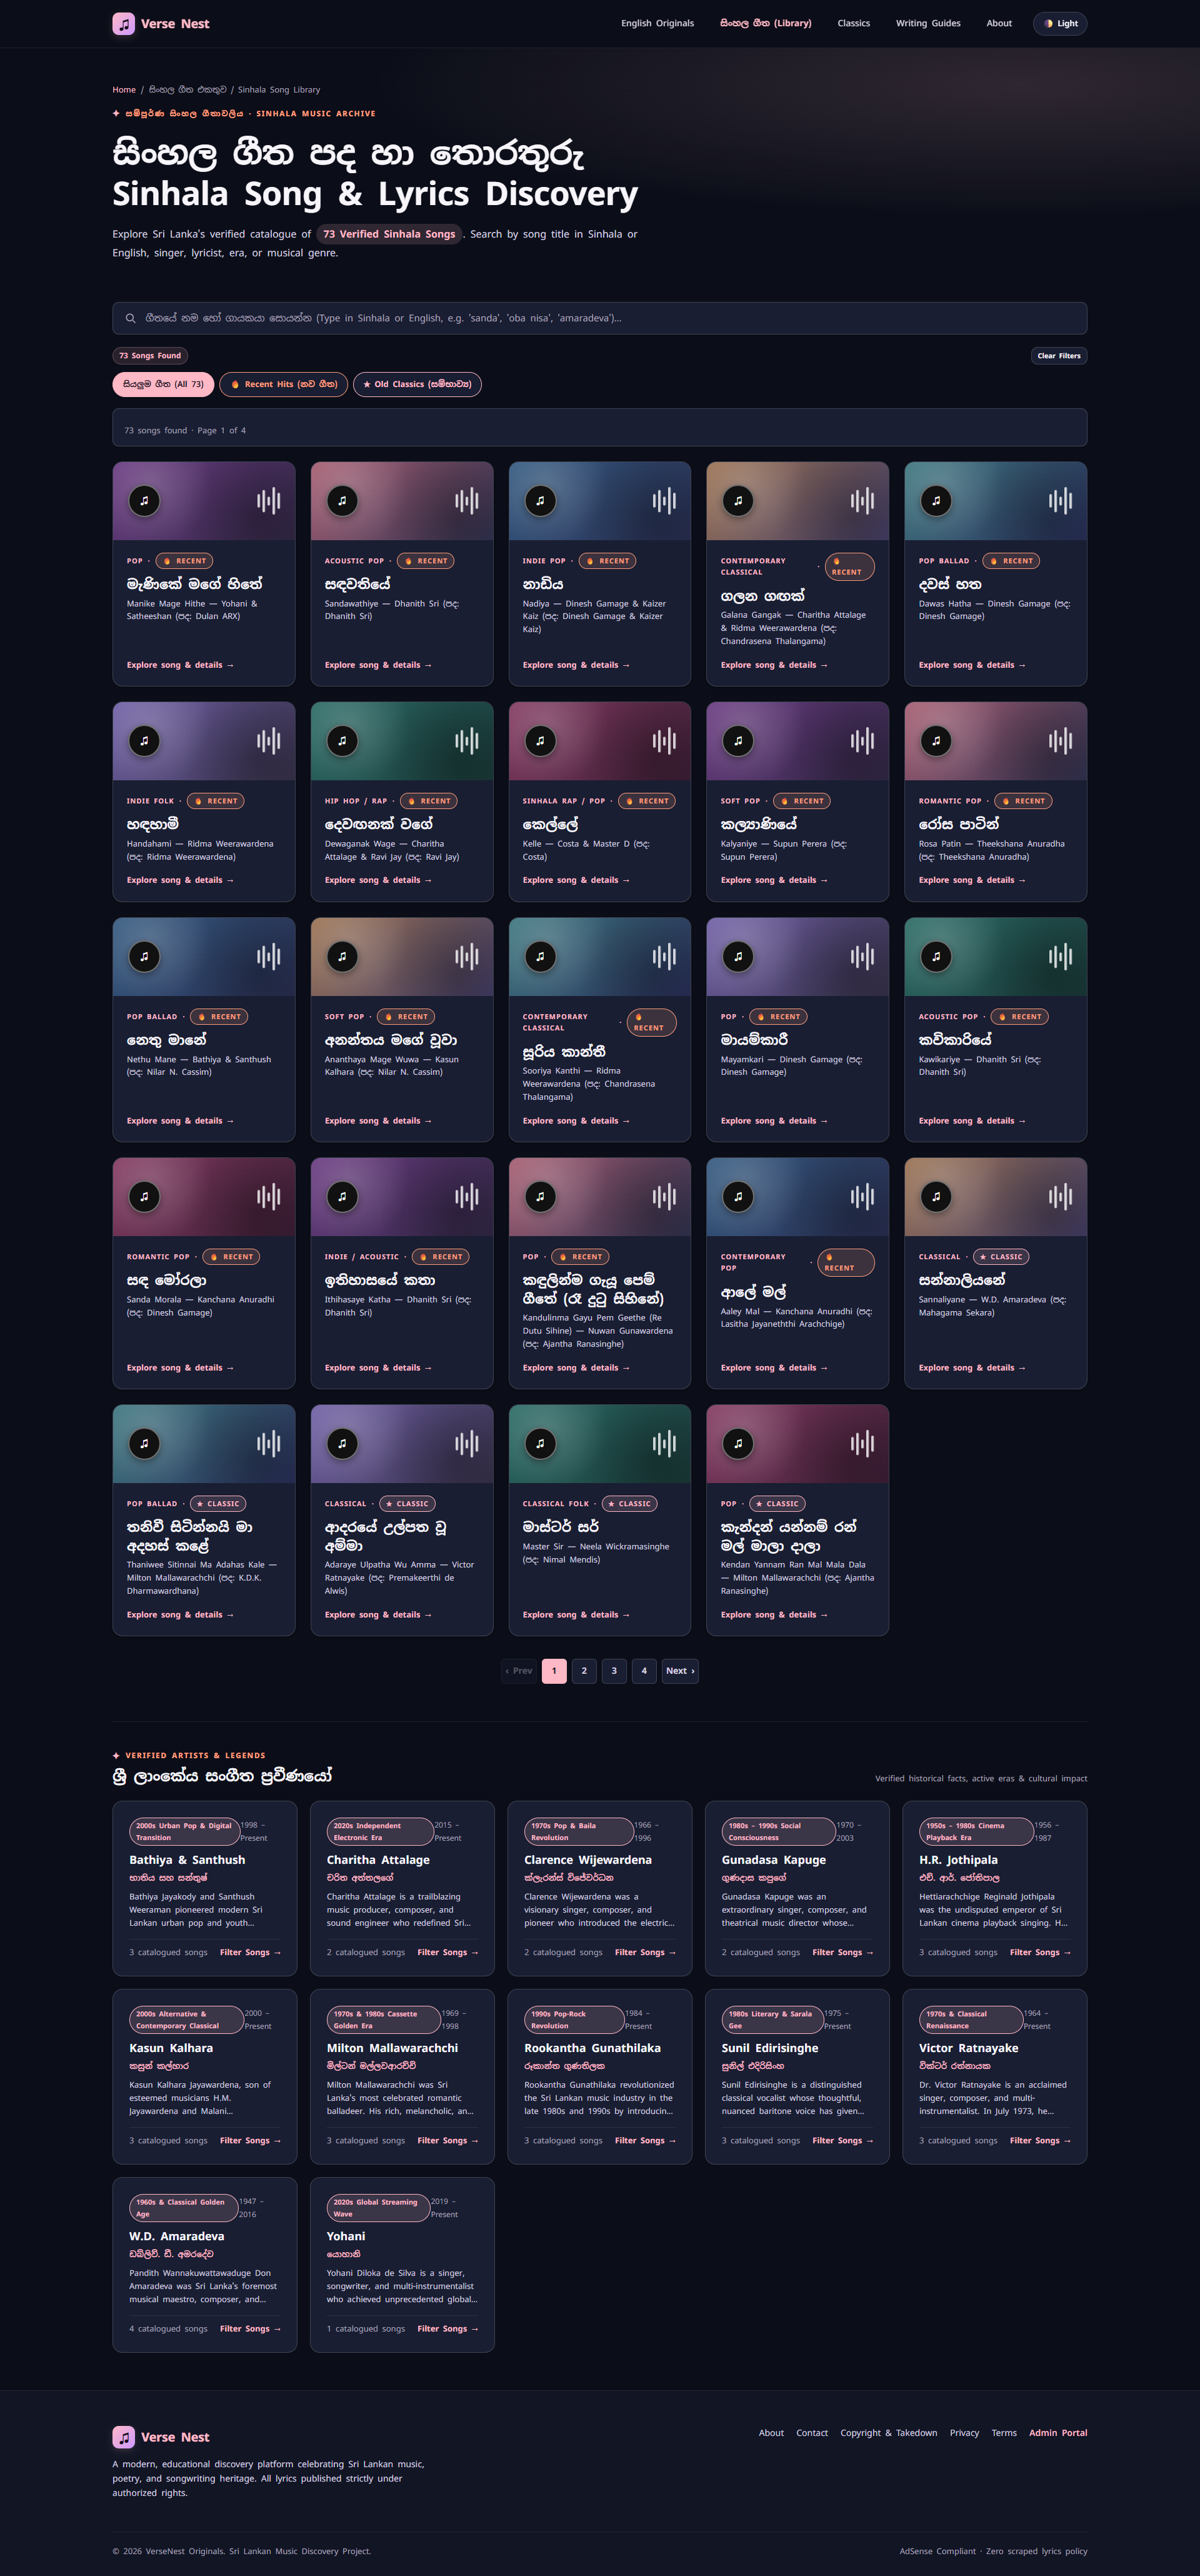 Verse Nest
English Originals
සිංහල ගීත (Library)
Classics
Writing Guides
About
Light
Home / සිංහල ගීත එකතුව / Sinhala Song Library
✦ සම්පූර්ණ සිංහල ගීතාවලිය · SINHALA MUSIC ARCHIVE
සිංහල ගීත පද හා තොරතුරු
Sinhala Song & Lyrics Discovery
Explore Sri Lanka's verified catalogue of 73 Verified Sinhala Songs. Search by song title in Sinhala or
English, singer, lyricist, era, or musical genre.
ගීතයේ නම හෝ ගායකයා සොයන්න (Type in Sinhala or English, e.g. 'sanda', 'oba nisa', 'amaradeva')...
73 Songs Found
Clear Filters
සියලුම ගීත (All 73)
Recent Hits (නව ගීත)
★ Old Classics (සම්භාව්‍ය)
73 songs found · Page 1 of 4
POP · RECENT
මැණිකේ මගේ හිතේ
Manike Mage Hithe — Yohani &
Satheeshan (පද: Dulan ARX)
Explore song & details →
ACOUSTIC POP · RECENT
සඳවතියේ
Sandawathiye — Dhanith Sri (පද:
Dhanith Sri)
Explore song & details →
INDIE POP · RECENT
නාඩිය
Nadiya — Dinesh Gamage & Kaizer
Kaiz (පද: Dinesh Gamage & Kaizer
Kaiz)
Explore song & details →
CONTEMPORARY
CLASSICAL · RECENT
ගලන ගඟක්
Galana Gangak — Charitha Attalage
& Ridma Weerawardena (පද:
Chandrasena Thalangama)
Explore song & details →
POP BALLAD · RECENT
දවස් හත
Dawas Hatha — Dinesh Gamage (පද:
Dinesh Gamage)
Explore song & details →
INDIE FOLK · RECENT
හඳහාමී
Handahami — Ridma Weerawardena
(පද: Ridma Weerawardena)
Explore song & details →
HIP HOP / RAP · RECENT
දෙවඟනක් වගේ
Dewaganak Wage — Charitha
Attalage & Ravi Jay (පද: Ravi Jay)
Explore song & details →
SINHALA RAP / POP · RECENT
කෙල්ලේ
Kelle — Costa & Master D (පද:
Costa)
Explore song & details →
SOFT POP · RECENT
කල්‍යාණියේ
Kalyaniye — Supun Perera (පද:
Supun Perera)
Explore song & details →
ROMANTIC POP · RECENT
රෝස පාටින්
Rosa Patin — Theekshana Anuradha
(පද: Theekshana Anuradha)
Explore song & details →
POP BALLAD · RECENT
නෙතු මානේ
Nethu Mane — Bathiya & Santhush
(පද: Nilar N. Cassim)
Explore song & details →
SOFT POP · RECENT
අනන්තය මගේ වූවා
Ananthaya Mage Wuwa — Kasun
Kalhara (පද: Nilar N. Cassim)
Explore song & details →
CONTEMPORARY
CLASSICAL · RECENT
සූරිය කාන්තී
Sooriya Kanthi — Ridma
Weerawardena (පද: Chandrasena
Thalangama)
Explore song & details →
POP · RECENT
මායම්කාරී
Mayamkari — Dinesh Gamage (පද:
Dinesh Gamage)
Explore song & details →
ACOUSTIC POP · RECENT
කවිකාරියේ
Kawikariye — Dhanith Sri (පද:
Dhanith Sri)
Explore song & details →
ROMANTIC POP · RECENT
සඳ මෝරලා
Sanda Morala — Kanchana Anuradhi
(පද: Dinesh Gamage)
Explore song & details →
INDIE / ACOUSTIC · RECENT
ඉතිහාසයේ කතා
Ithihasaye Katha — Dhanith Sri (පද:
Dhanith Sri)
Explore song & details →
POP · RECENT
කඳුලින්ම ගැයූ පෙම්
ගීතේ (රෑ දුටු සිහිනේ)
Kandulinma Gayu Pem Geethe (Re
Dutu Sihine) — Nuwan Gunawardena
(පද: Ajantha Ranasinghe)
Explore song & details →
CONTEMPORARY
POP · RECENT
ආලේ මල්
Aaley Mal — Kanchana Anuradhi (පද:
Lasitha Jayaneththi Arachchige)
Explore song & details →
CLASSICAL · ★ CLASSIC
සන්නාලියනේ
Sannaliyane — W.D. Amaradeva (පද:
Mahagama Sekara)
Explore song & details →
POP BALLAD · ★ CLASSIC
තනිවී සිටින්නයි මා
අදහස් කළේ
Thaniwee Sitinnai Ma Adahas Kale —
Milton Mallawarachchi (පද: K.D.K.
Dharmawardhana)
Explore song & details →
CLASSICAL · ★ CLASSIC
ආදරයේ උල්පත වූ
අම්මා
Adaraye Ulpatha Wu Amma — Victor
Ratnayake (පද: Premakeerthi de
Alwis)
Explore song & details →
CLASSICAL FOLK · ★ CLASSIC
මාස්ටර් සර්
Master Sir — Neela Wickramasinghe
(පද: Nimal Mendis)
Explore song & details →
POP · ★ CLASSIC
කැන්දන් යන්නම් රන්
මල් මාලා දාලා
Kendan Yannam Ran Mal Mala Dala
— Milton Mallawarachchi (පද: Ajantha
Ranasinghe)
Explore song & details →
‹ Prev 1 2 3 4 Next ›
✦ VERIFIED ARTISTS & LEGENDS
ශ්‍රී ලාංකේය සංගීත ප්‍රවීණයෝ
Verified historical facts, active eras & cultural impact
2000s Urban Pop & Digital
Transition
1998 –
Present
Bathiya & Santhush
භාතිය සහ සන්තුෂ්
Bathiya Jayakody and Santhush
Weeraman pioneered modern Sri
Lankan urban pop and youth...
3 catalogued songs Filter Songs →
2020s Independent
Electronic Era
2015 –
Present
Charitha Attalage
චරිත අත්තලගේ
Charitha Attalage is a trailblazing
music producer, composer, and
sound engineer who redefined Sri...
2 catalogued songs Filter Songs →
1970s Pop & Baila
Revolution
1966 –
1996
Clarence Wijewardena
ක්ලැරන්ස් විජේවර්ධන
Clarence Wijewardena was a
visionary singer, composer, and
pioneer who introduced the electric...
2 catalogued songs Filter Songs →
1980s – 1990s Social
Consciousness
1970 –
2003
Gunadasa Kapuge
ගුණදාස කපුගේ
Gunadasa Kapuge was an
extraordinary singer, composer, and
theatrical music director whose...
2 catalogued songs Filter Songs →
1950s – 1980s Cinema
Playback Era
1956 –
1987
H.R. Jothipala
එච්. ආර්. ජෝතිපාල
Hettiarachchige Reginald Jothipala
was the undisputed emperor of Sri
Lankan cinema playback singing. H...
3 catalogued songs Filter Songs →
2000s Alternative &
Contemporary Classical
2000 –
Present
Kasun Kalhara
කසුන් කල්හාර
Kasun Kalhara Jayawardena, son of
esteemed musicians H.M.
Jayawardena and Malani...
3 catalogued songs Filter Songs →
1970s & 1980s Cassette
Golden Era
1969 –
1998
Milton Mallawarachchi
මිල්ටන් මල්ලවආරච්චි
Milton Mallawarachchi was Sri
Lanka's most celebrated romantic
balladeer. His rich, melancholic, an...
3 catalogued songs Filter Songs →
1990s Pop-Rock
Revolution
1984 –
Present
Rookantha Gunathilaka
රූකාන්ත ගුණතිලක
Rookantha Gunathilaka revolutionized
the Sri Lankan music industry in the
late 1980s and 1990s by introducin...
3 catalogued songs Filter Songs →
1980s Literary & Sarala
Gee
1975 –
Present
Sunil Edirisinghe
සුනිල් එදිරිසිංහ
Sunil Edirisinghe is a distinguished
classical vocalist whose thoughtful,
nuanced baritone voice has given...
3 catalogued songs Filter Songs →
1970s & Classical
Renaissance
1964 –
Present
Victor Ratnayake
වික්ටර් රත්නායක
Dr. Victor Ratnayake is an acclaimed
singer, composer, and multi-
instrumentalist. In July 1973, he...
3 catalogued songs Filter Songs →
1960s & Classical Golden
Age
1947 –
2016
W.D. Amaradeva
ඩබ්ලිව්. ඩී. අමරදේව
Pandith Wannakuwattawaduge Don
Amaradeva was Sri Lanka's foremost
musical maestro, composer, and...
4 catalogued songs Filter Songs →
2020s Global Streaming
Wave
2019 –
Present
Yohani
යොහානි
Yohani Diloka de Silva is a singer,
songwriter, and multi-instrumentalist
who achieved unprecedented global...
1 catalogued songs Filter Songs →
Verse Nest
About Contact Copyright & Takedown Privacy Terms Admin Portal
A modern, educational discovery platform celebrating Sri Lankan music,
poetry, and songwriting heritage. All lyrics published strictly under
authorized rights.
© 2026 VerseNest Originals. Sri Lankan Music Discovery Project.
AdSense Compliant · Zero scraped lyrics policy